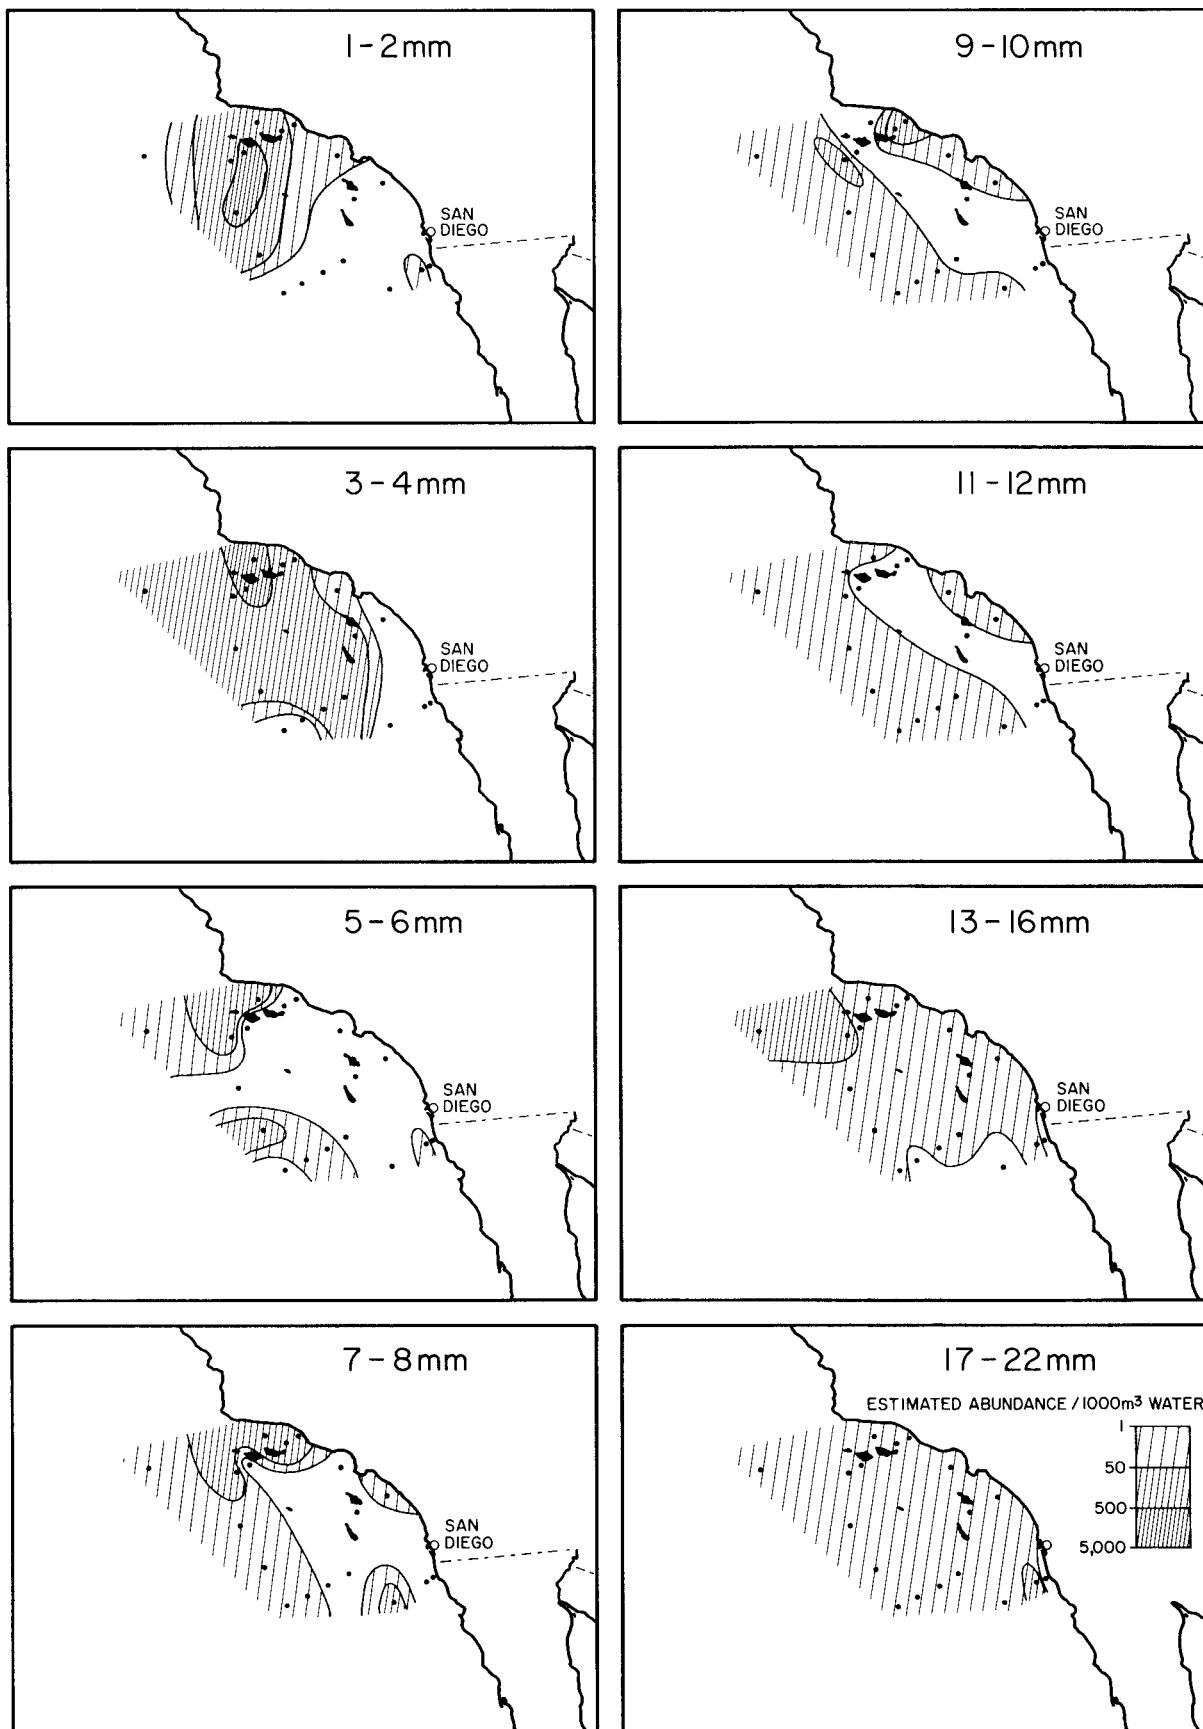 1-2mm
SAN
DIEGO
9-10mm
SAN
DIEGO
3-4mm
SAN
DIEGO
11-12mm
SAN
DIEGO
5-6mm
SAN
DIEGO
13-16mm
SAN
DIEGO
7-8mm
SAN
DIEGO
17-22mm
ESTIMATED ABUNDANCE / 1000m³ WATER
1
50
500
5,000